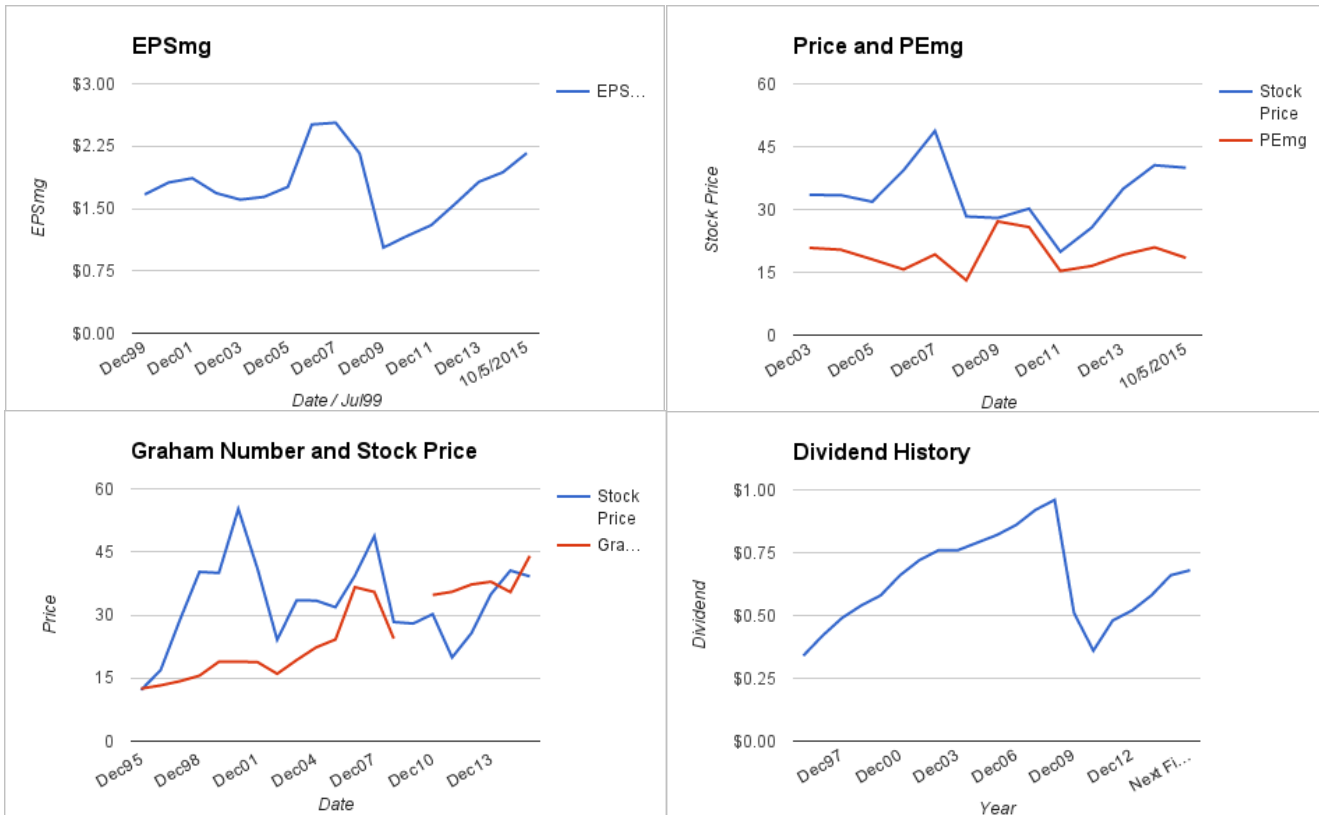 EPSmg
$3.00
$2.25
$1.50
$0.75
$0.00
EPSmg
EPS...
Dec99
Dec01
Dec03
Dec05
Dec07
Dec09
Dec11
Dec13
10/5/2015
Date / Jul99
Price and PEmg
60
45
30
15
0
Stock Price
Stock
Price
PEmg
Dec03
Dec05
Dec07
Dec09
Dec11
Dec13
10/5/2015
Date
Graham Number and Stock Price
60
45
30
15
0
Price
Stock
Price
Gra...
Dec95
Dec98
Dec01
Dec04
Dec07
Dec10
Dec13
Date
Dividend History
$1.00
$0.75
$0.50
$0.25
$0.00
Dividend
Dec97
Dec00
Dec03
Dec06
Dec09
Dec12
Next Fi...
Year